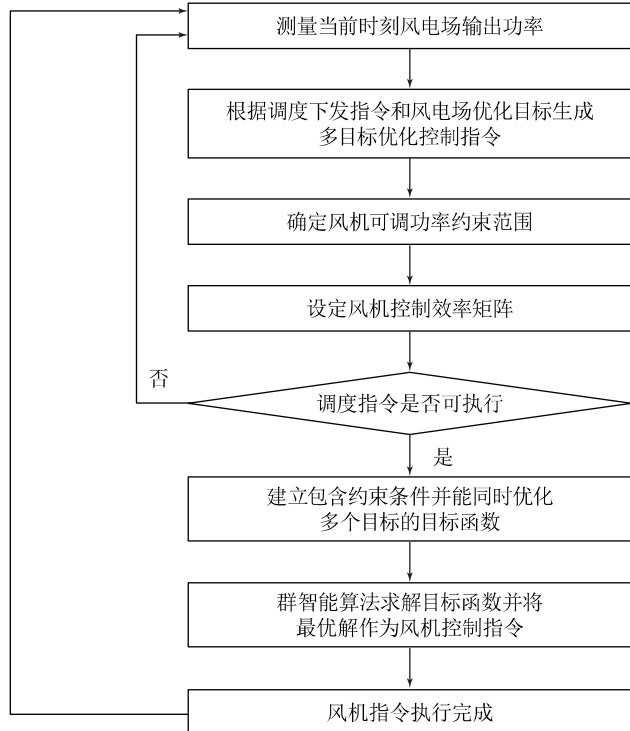 测量当前时刻风电场输出功率
根据调度下发指令和风电场优化目标生成
多目标优化控制指令
确定风机可调功率约束范围
设定风机控制效率矩阵
否
调度指令是否可执行
是
建立包含约束条件并能同时优化
多个目标的目标函数
群智能算法求解目标函数并将
最优解作为风机控制指令
风机指令执行完成